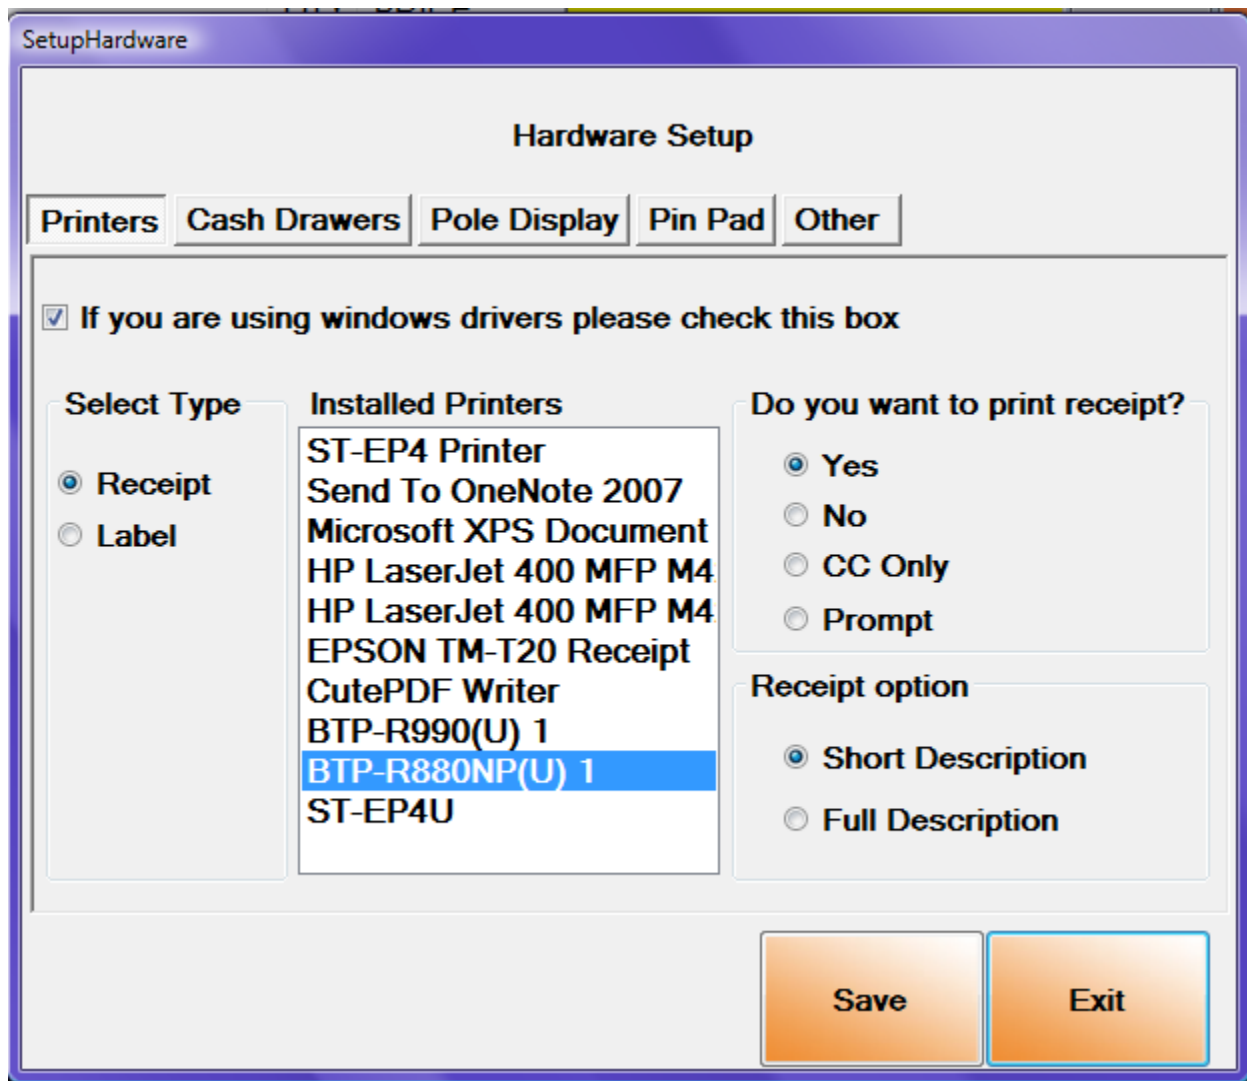 SetupHardware
Hardware Setup
Printers Cash Drawers Pole Display Pin Pad Other
If you are using windows drivers please check this box
Select Type
Receipt
Label
Installed Printers
ST-EP4 Printer
Send To OneNote 2007
Microsoft XPS Document
HP LaserJet 400 MFP M4
HP LaserJet 400 MFP M4
EPSON TM-T20 Receipt
CutePDF Writer
BTP-R990(U) 1
BTP-R880NP(U) 1
ST-EP4U
Do you want to print receipt?
Yes
No
CC Only
Prompt
Receipt option
Short Description
Full Description
Save Exit